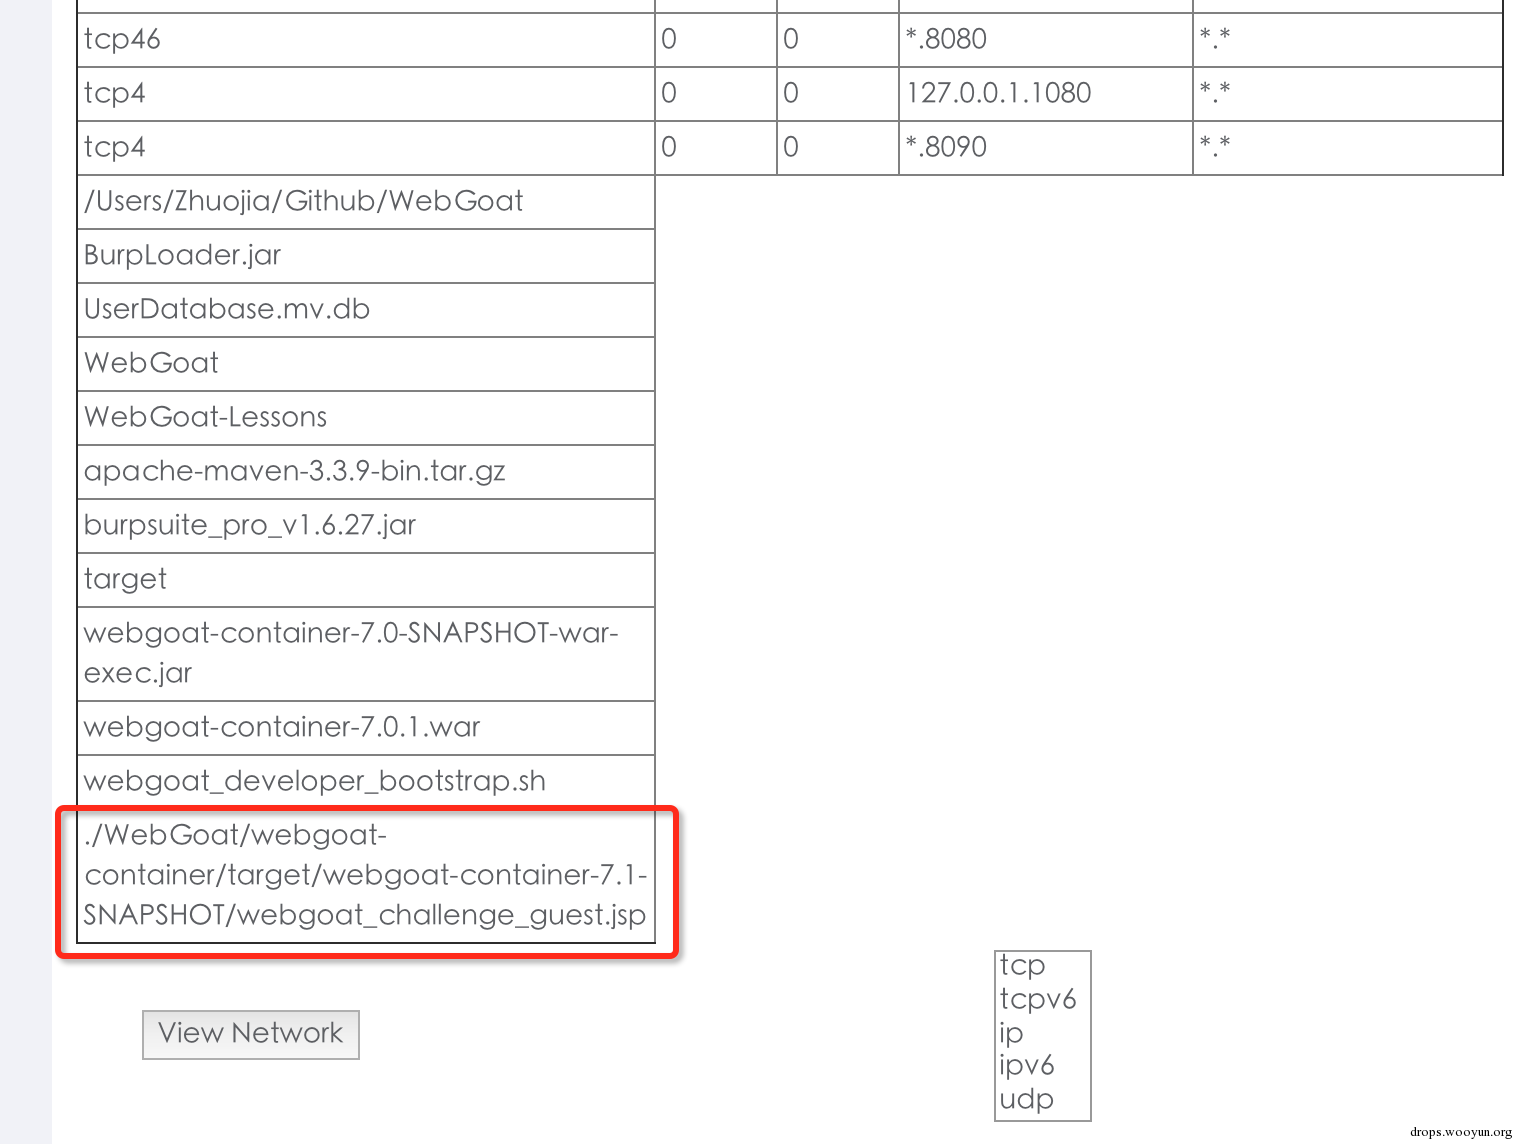 tcp46 0 0 *.8080 *.*
tcp4 0 0 127.0.0.1.1080 *.*
tcp4 0 0 *.8090 *.*
/Users/Zhuojia/Github/WebGoat
BurpLoader.jar
UserDatabase.mv.db
WebGoat
WebGoat-Lessons
apache-maven-3.3.9-bin.tar.gz
burpsuite_pro_v1.6.27.jar
target
webgoat-container-7.0-SNAPSHOT-war-
exec.jar
webgoat-container-7.0.1.war
webgoat_developer_bootstrap.sh
./WebGoat/webgoat-
container/target/webgoat-container-7.1-
SNAPSHOT/webgoat_challenge_guest.jsp
View Network
tcp
tcpv6
ip
ipv6
udp
drops.wooyun.org